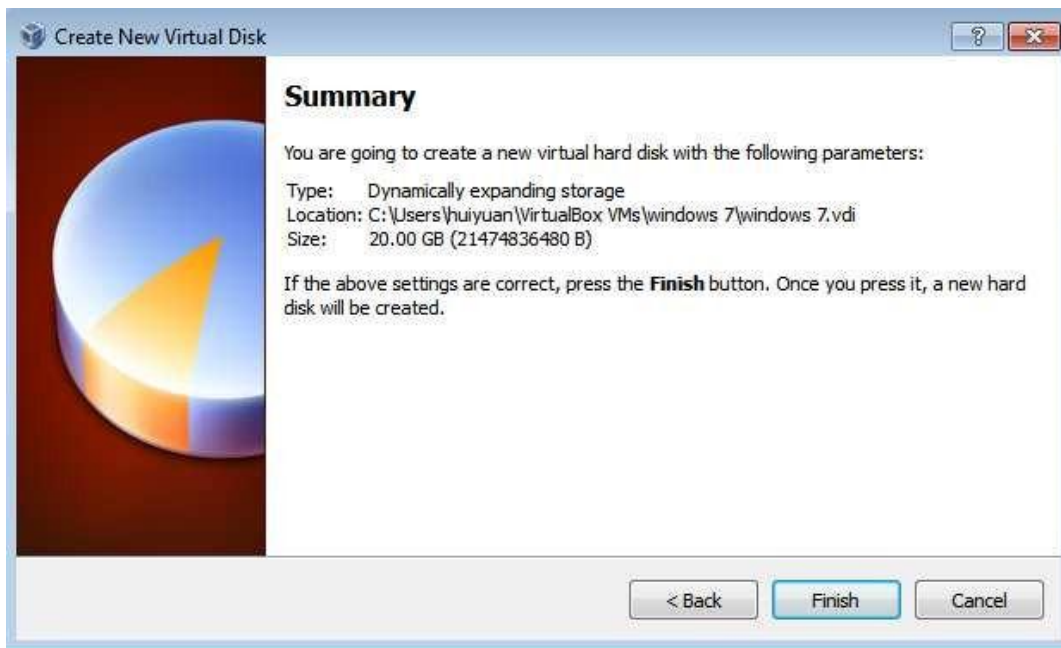 Create New Virtual Disk
Summary
You are going to create a new virtual hard disk with the following parameters:
Type: Dynamically expanding storage
Location: C:\Users\huiyuan\VirtualBox VMs\windows 7\windows 7.vdi
Size: 20.00 GB (21474836480 B)
If the above settings are correct, press the Finish button. Once you press it, a new hard
disk will be created.
< Back Finish Cancel